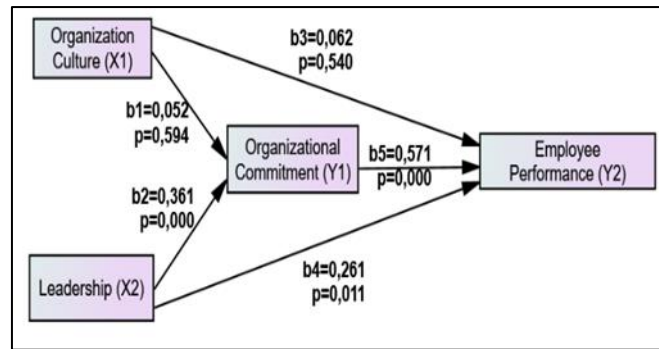 Organization
Culture (X1)
b3=0,062
p=0,540
b1=0,052
p=0,594
Organizational
Commitment (Y1)
b5=0,571
p=0,000
Employee
Performance (Y2)
b2=0,361
p=0,000
Leadership (X2)
b4=0,261
p=0,011